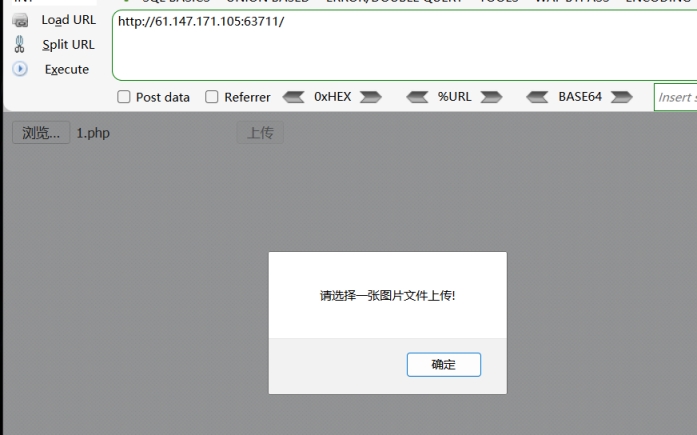 SQL BASICS UNION BASED ERROR/DOUBLE QUERY TOOLS WAF BYPASS ENCODING
Load URL
http://61.147.171.105:63711/
Split URL
Execute
Post data Referrer 0xHEX %URL BASE64 Insert s
浏览... 1.php 上传
请选择一张图片文件上传!
确定